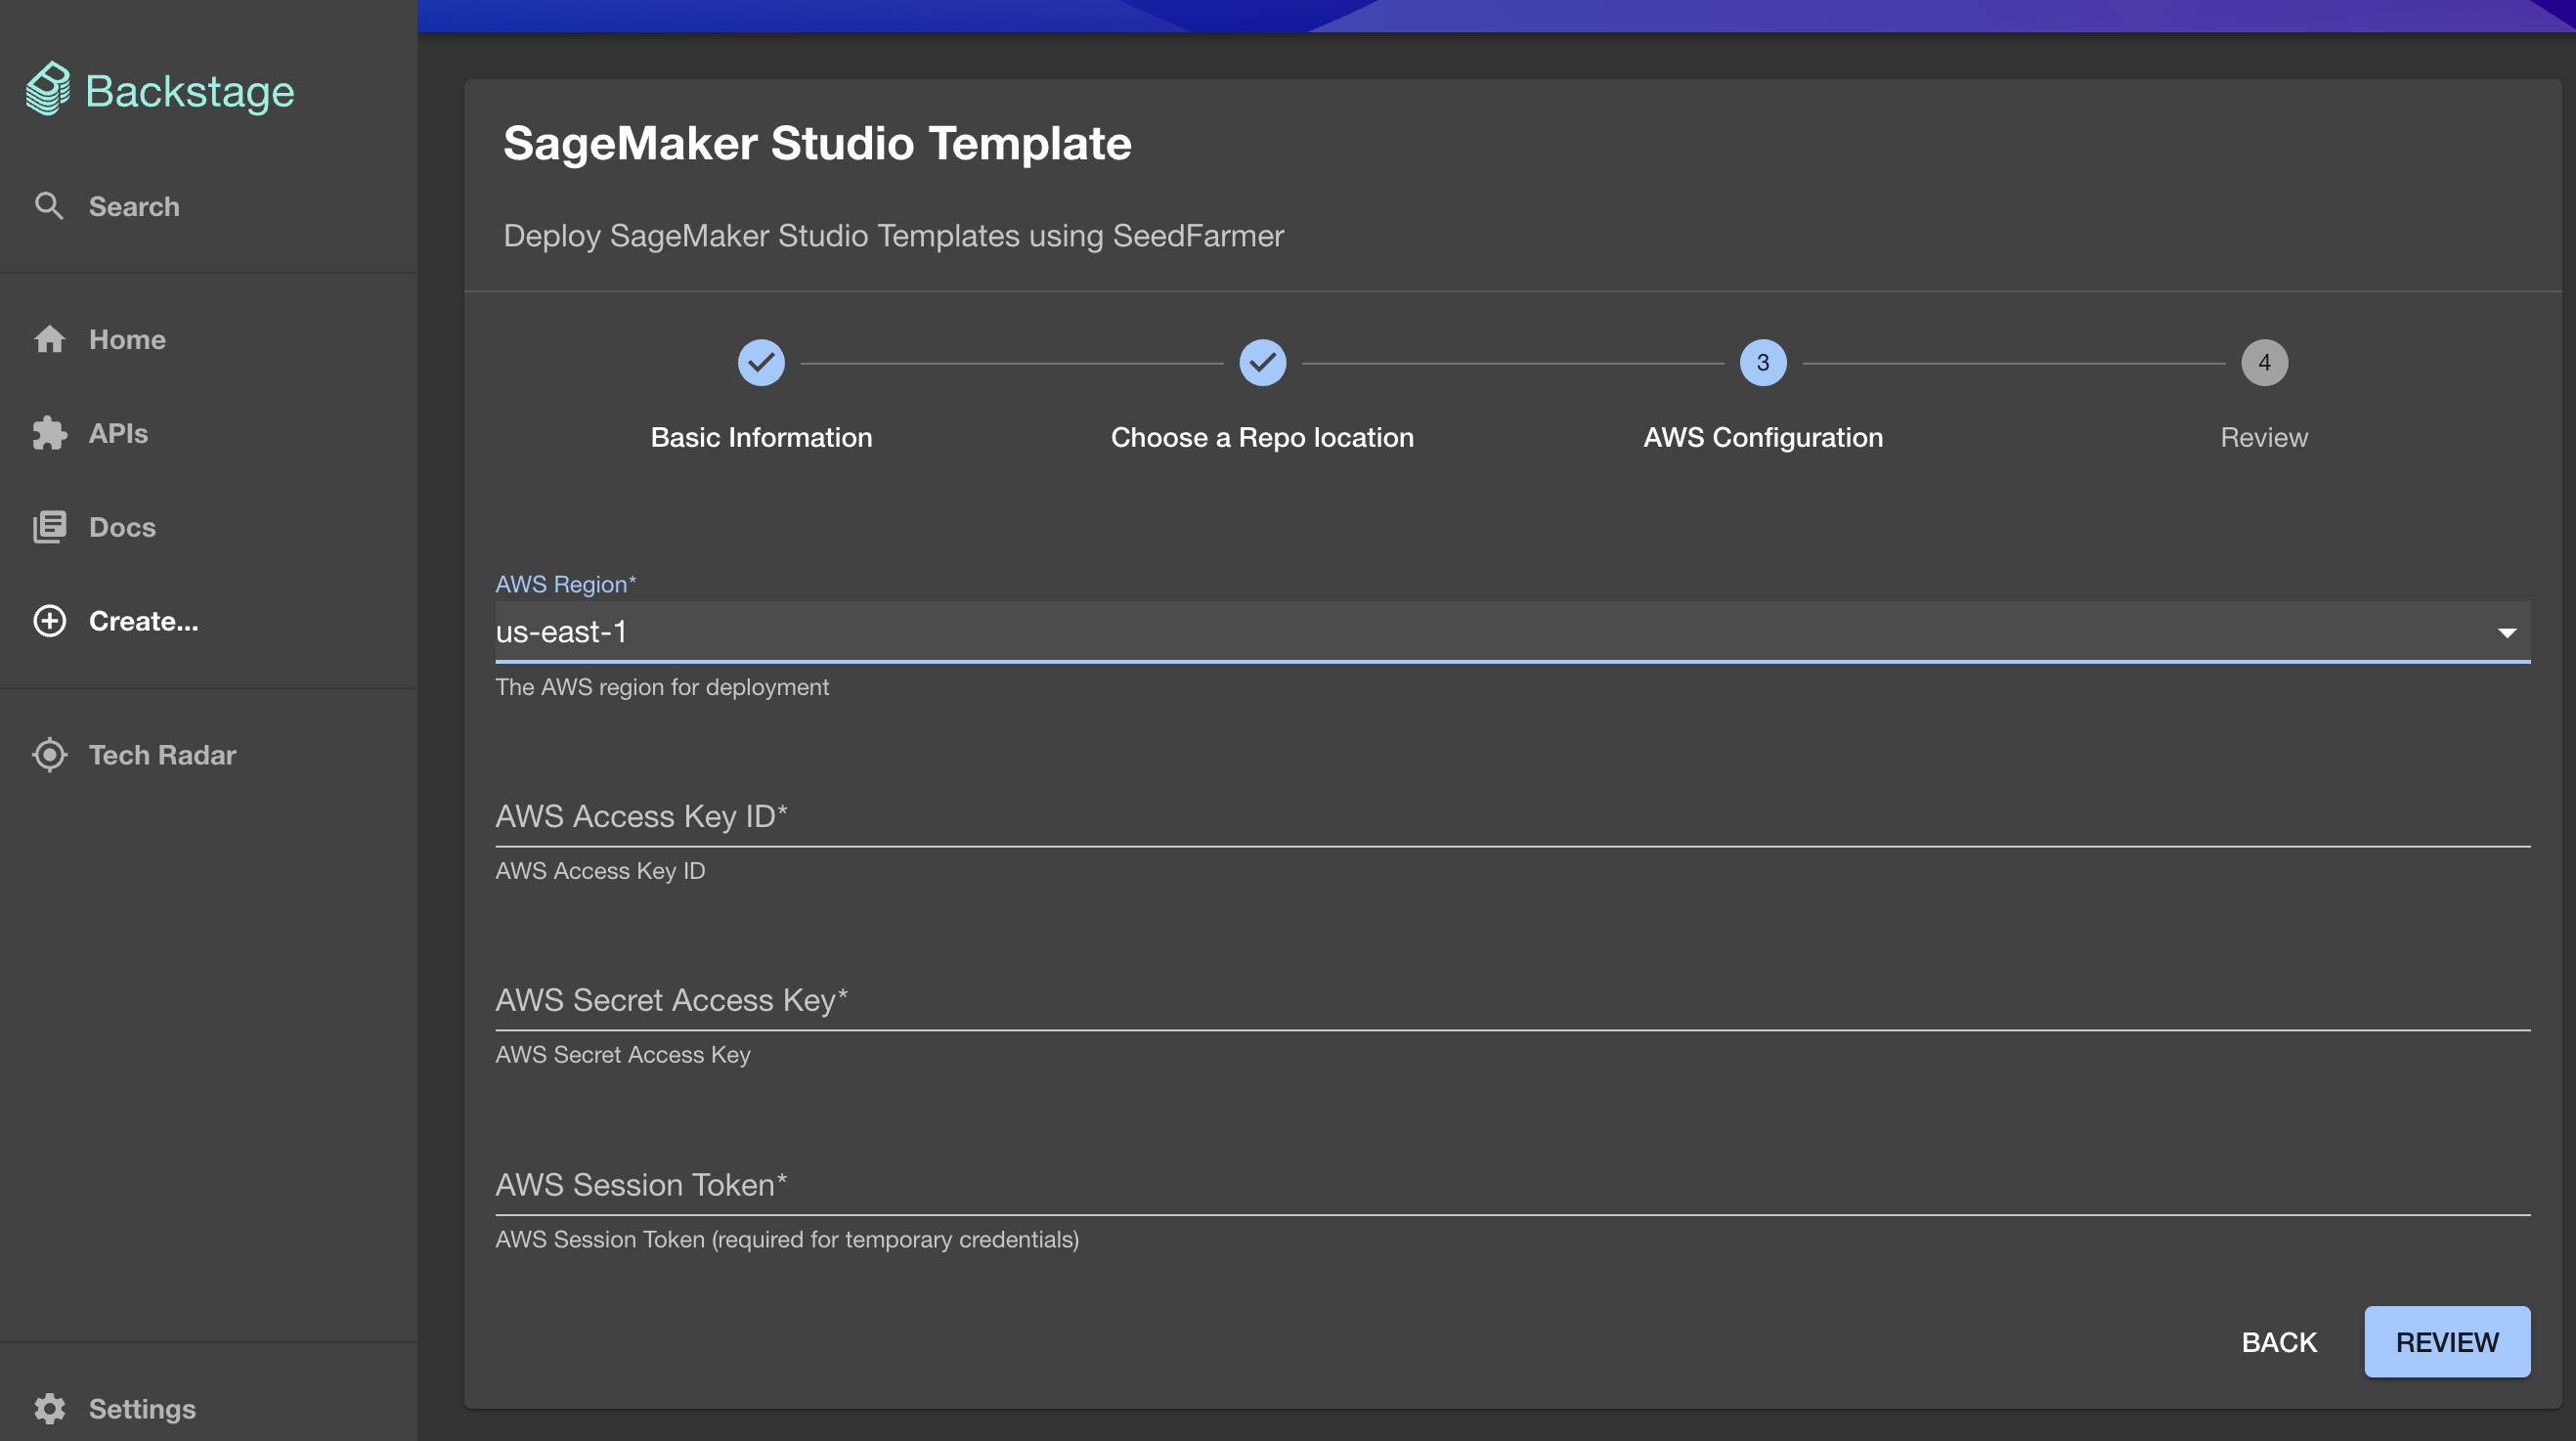 Backstage
Search
Home
APIs
Docs
Create...
Tech Radar
Settings
SageMaker Studio Template
Deploy SageMaker Studio Templates using SeedFarmer
3
4
Basic Information
Choose a Repo location
AWS Configuration
Review
AWS Region*
us-east-1
The AWS region for deployment
AWS Access Key ID*
AWS Access Key ID
AWS Secret Access Key*
AWS Secret Access Key
AWS Session Token*
AWS Session Token (required for temporary credentials)
BACK
REVIEW